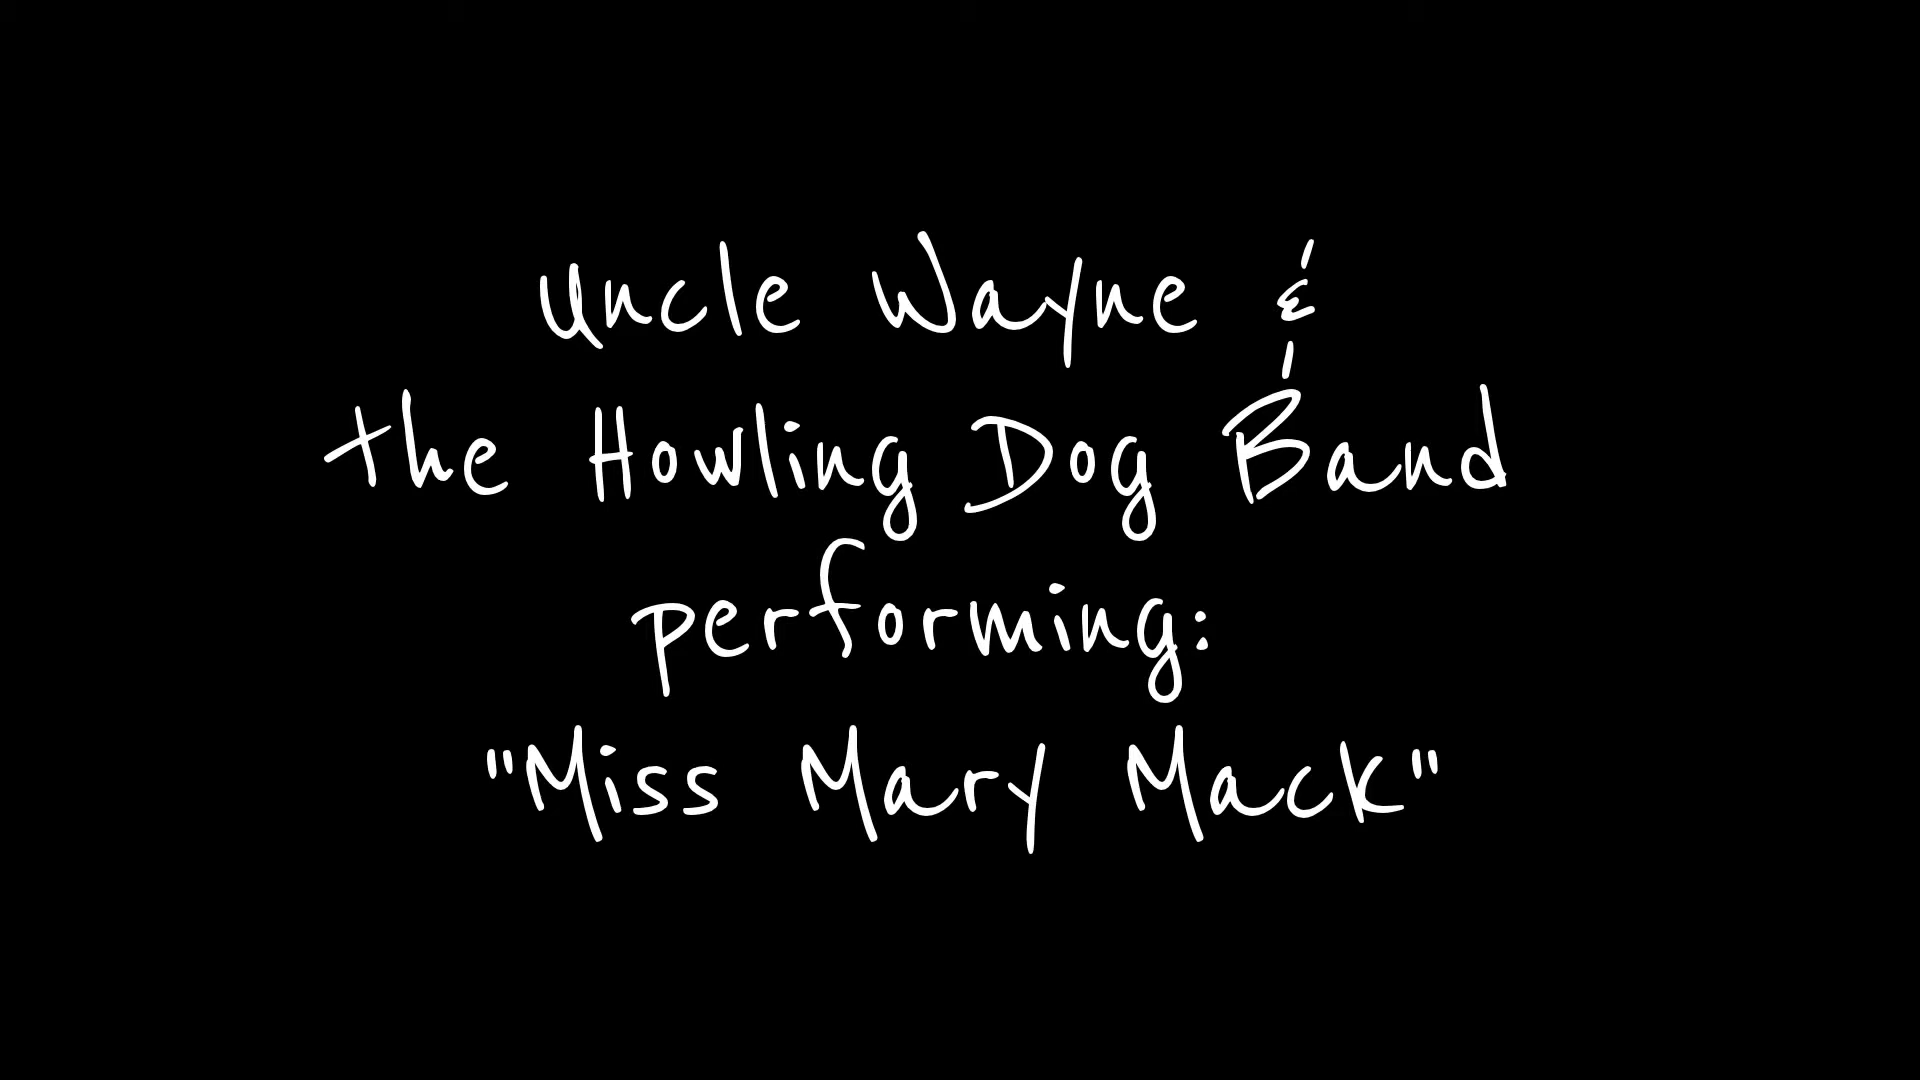 Uncle Wayne &
the Howling Dog Band
performing:
"Miss Mary Mack"